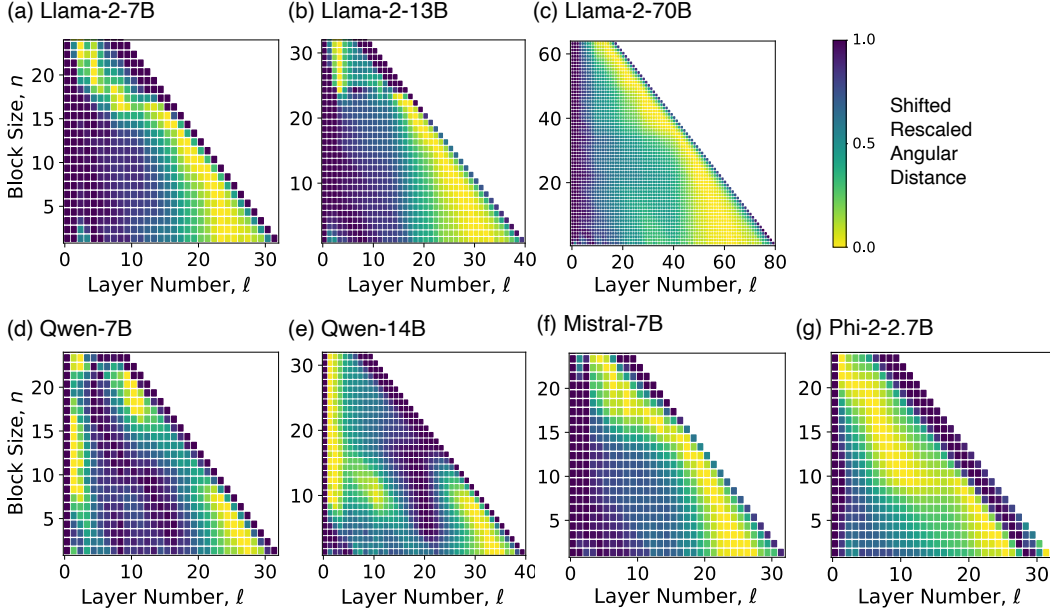 (a) Llama-2-7B
(b) Llama-2-13B
(c) Llama-2-70B
Block Size, n
20
15
10
5
0 10 20 30
Layer Number, ℓ
30
20
10
0 10 20 30 40
Layer Number, ℓ
60
40
20
0 20 40 60 80
Layer Number, ℓ
1.0
0.5
0.0
Shifted
Rescaled
Angular
Distance
(d) Qwen-7B
(e) Qwen-14B
(f) Mistral-7B
(g) Phi-2-2.7B
Block Size, n
20
15
10
5
0 10 20 30
Layer Number, ℓ
30
20
10
0 10 20 30 40
Layer Number, ℓ
20
15
10
5
0 10 20 30
Layer Number, ℓ
20
15
10
5
0 10 20 30
Layer Number, ℓ